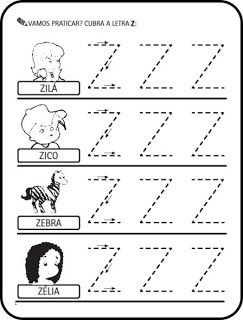 VAMOS PRATICAR? CUBRA A LETRA Z:
ZILÁ
Z Z Z
ZICO
Z Z Z
ZEBRA
Z Z Z
ZÉLIA
Z Z Z